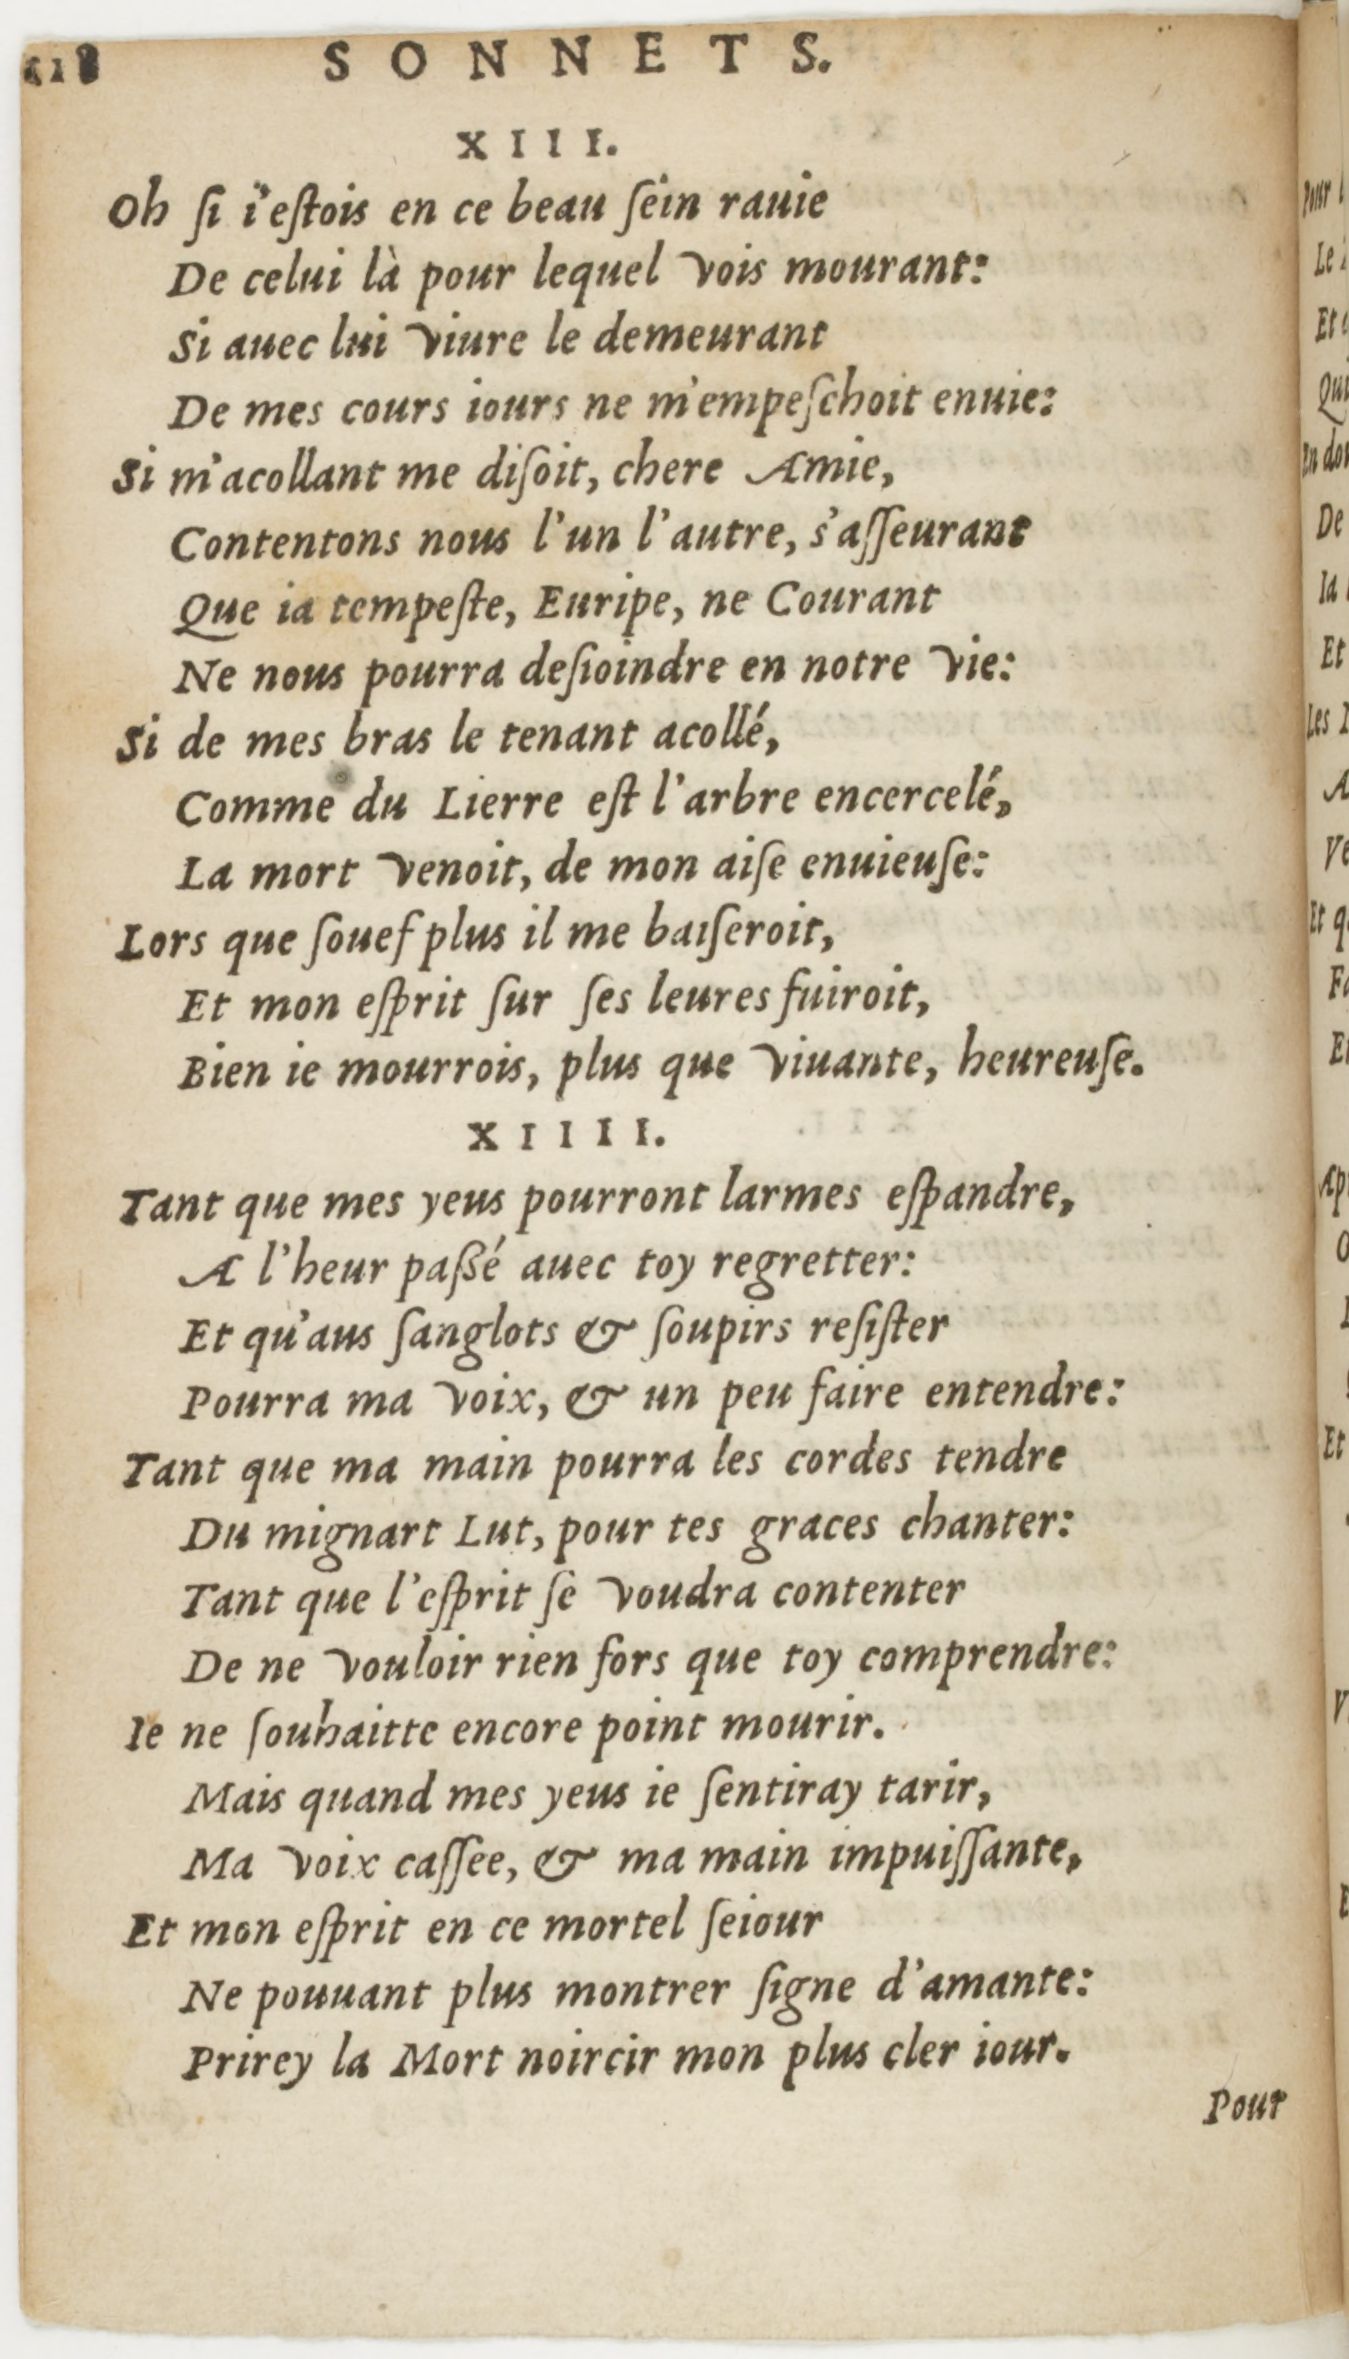 118 SONNETS.
XIII.
Oh ſi i'eſtois en ce beau ſein rauie
De celui là pour lequel vois mourant:
Si auec lui viure le demeurant
De mes cours iours ne m'empeſchoit enuie:
Si m'acollant me diſoit, chere Amie,
Contentons nous l'un l'autre, s'aſſeurant
Que ia tempeſte, Euripe, ne Courant
Ne nous pourra deſioindre en notre vie:
Si de mes bras le tenant acollé,
Comme du Lierre eſt l'arbre encercelé,
La mort venoit, de mon aiſe enuieuſe:
Lors que ſouef plus il me baiſeroit,
Et mon eſprit ſur ſes leures fuiroit,
Bien ie mourrois, plus que viuante, heureuſe.
XIIII.
Tant que mes yeus pourront larmes eſpandre,
A l'heur paßé auec toy regretter:
Et qu'aus ſanglots & ſoupirs reſiſter
Pourra ma voix, & un peu faire entendre:
Tant que ma main pourra les cordes tendre
Du mignart Lut, pour tes graces chanter:
Tant que l'eſprit ſe voudra contenter
De ne vouloir rien fors que toy comprendre:
Ie ne ſouhaitte encore point mourir.
Mais quand mes yeus ie ſentiray tarir,
Ma voix caſſee, & ma main impuiſſante,
Et mon eſprit en ce mortel ſeiour
Ne pouuant plus montrer ſigne d'amante:
Prirey la Mort noircir mon plus cler iour.
Pour